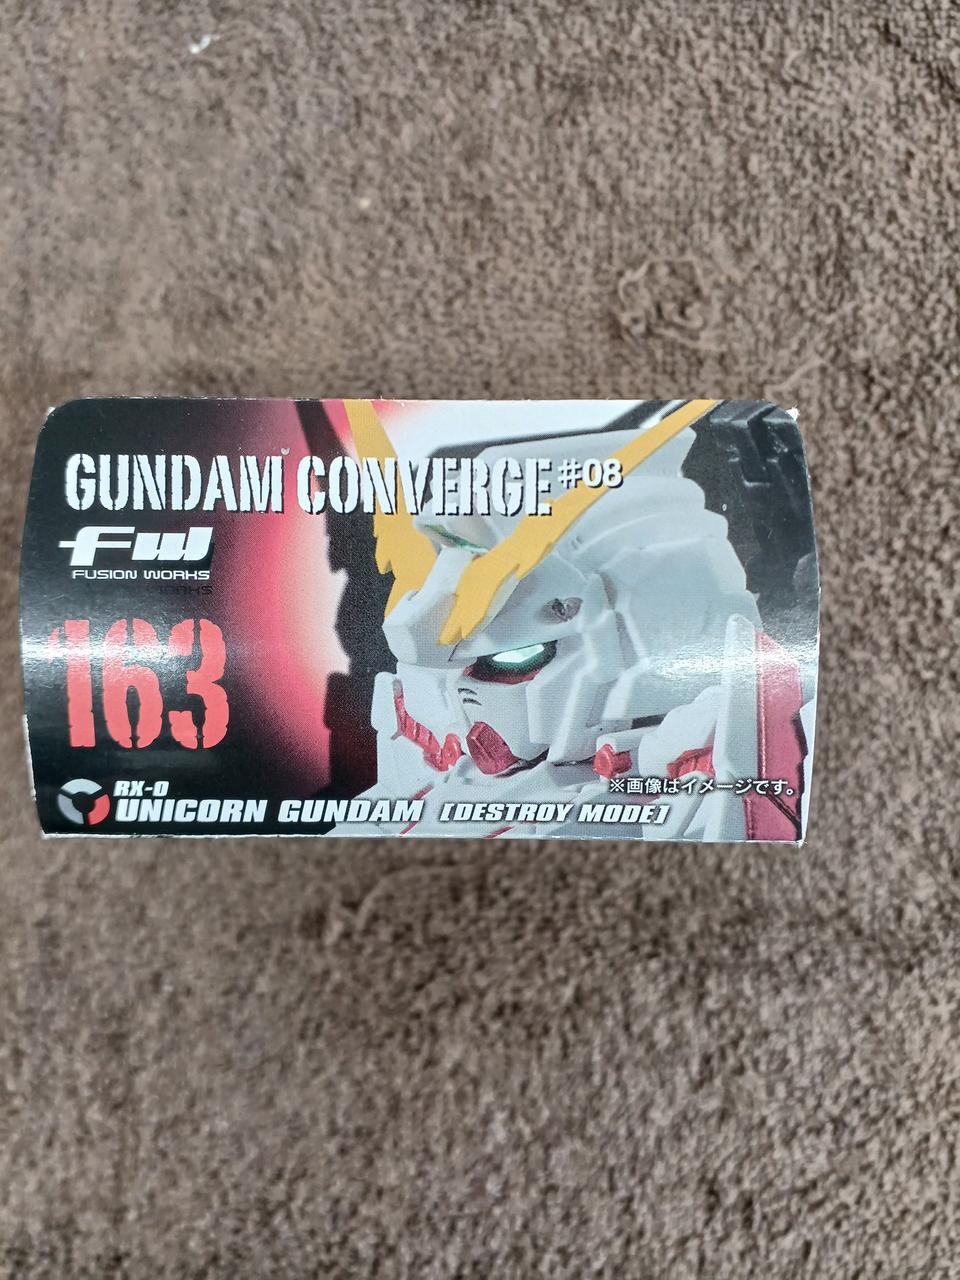 GUNDAM CONVERGE #08
FW
FUSION WORKS
163
RX-0
UNICORN GUNDAM [DESTROY MODE]
※画像はイメージです。